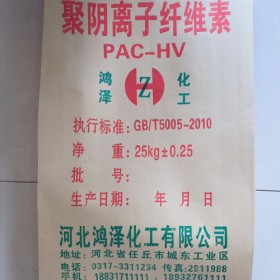 聚阴离子纤维素
PAC-HV
鸿泽 HZ 化工
执行标准: GB/T5005-2010
净 重: 25kg±0.25
批 号:
生产日期: 年 月 日
河北鸿泽化工有限公司
地址: 河北省任丘市城东工业区
电话: 0317-3311234 传真: 2911988
手机: 18831711111 、18932761111